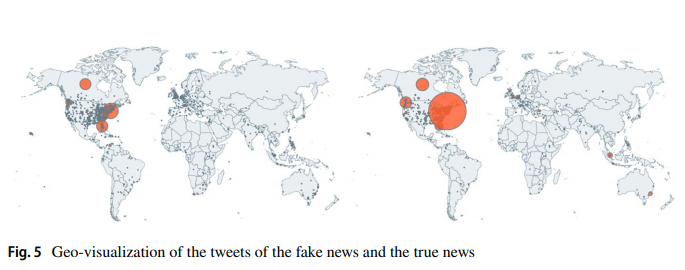 Fig. 5 Geo-visualization of the tweets of the fake news and the true news